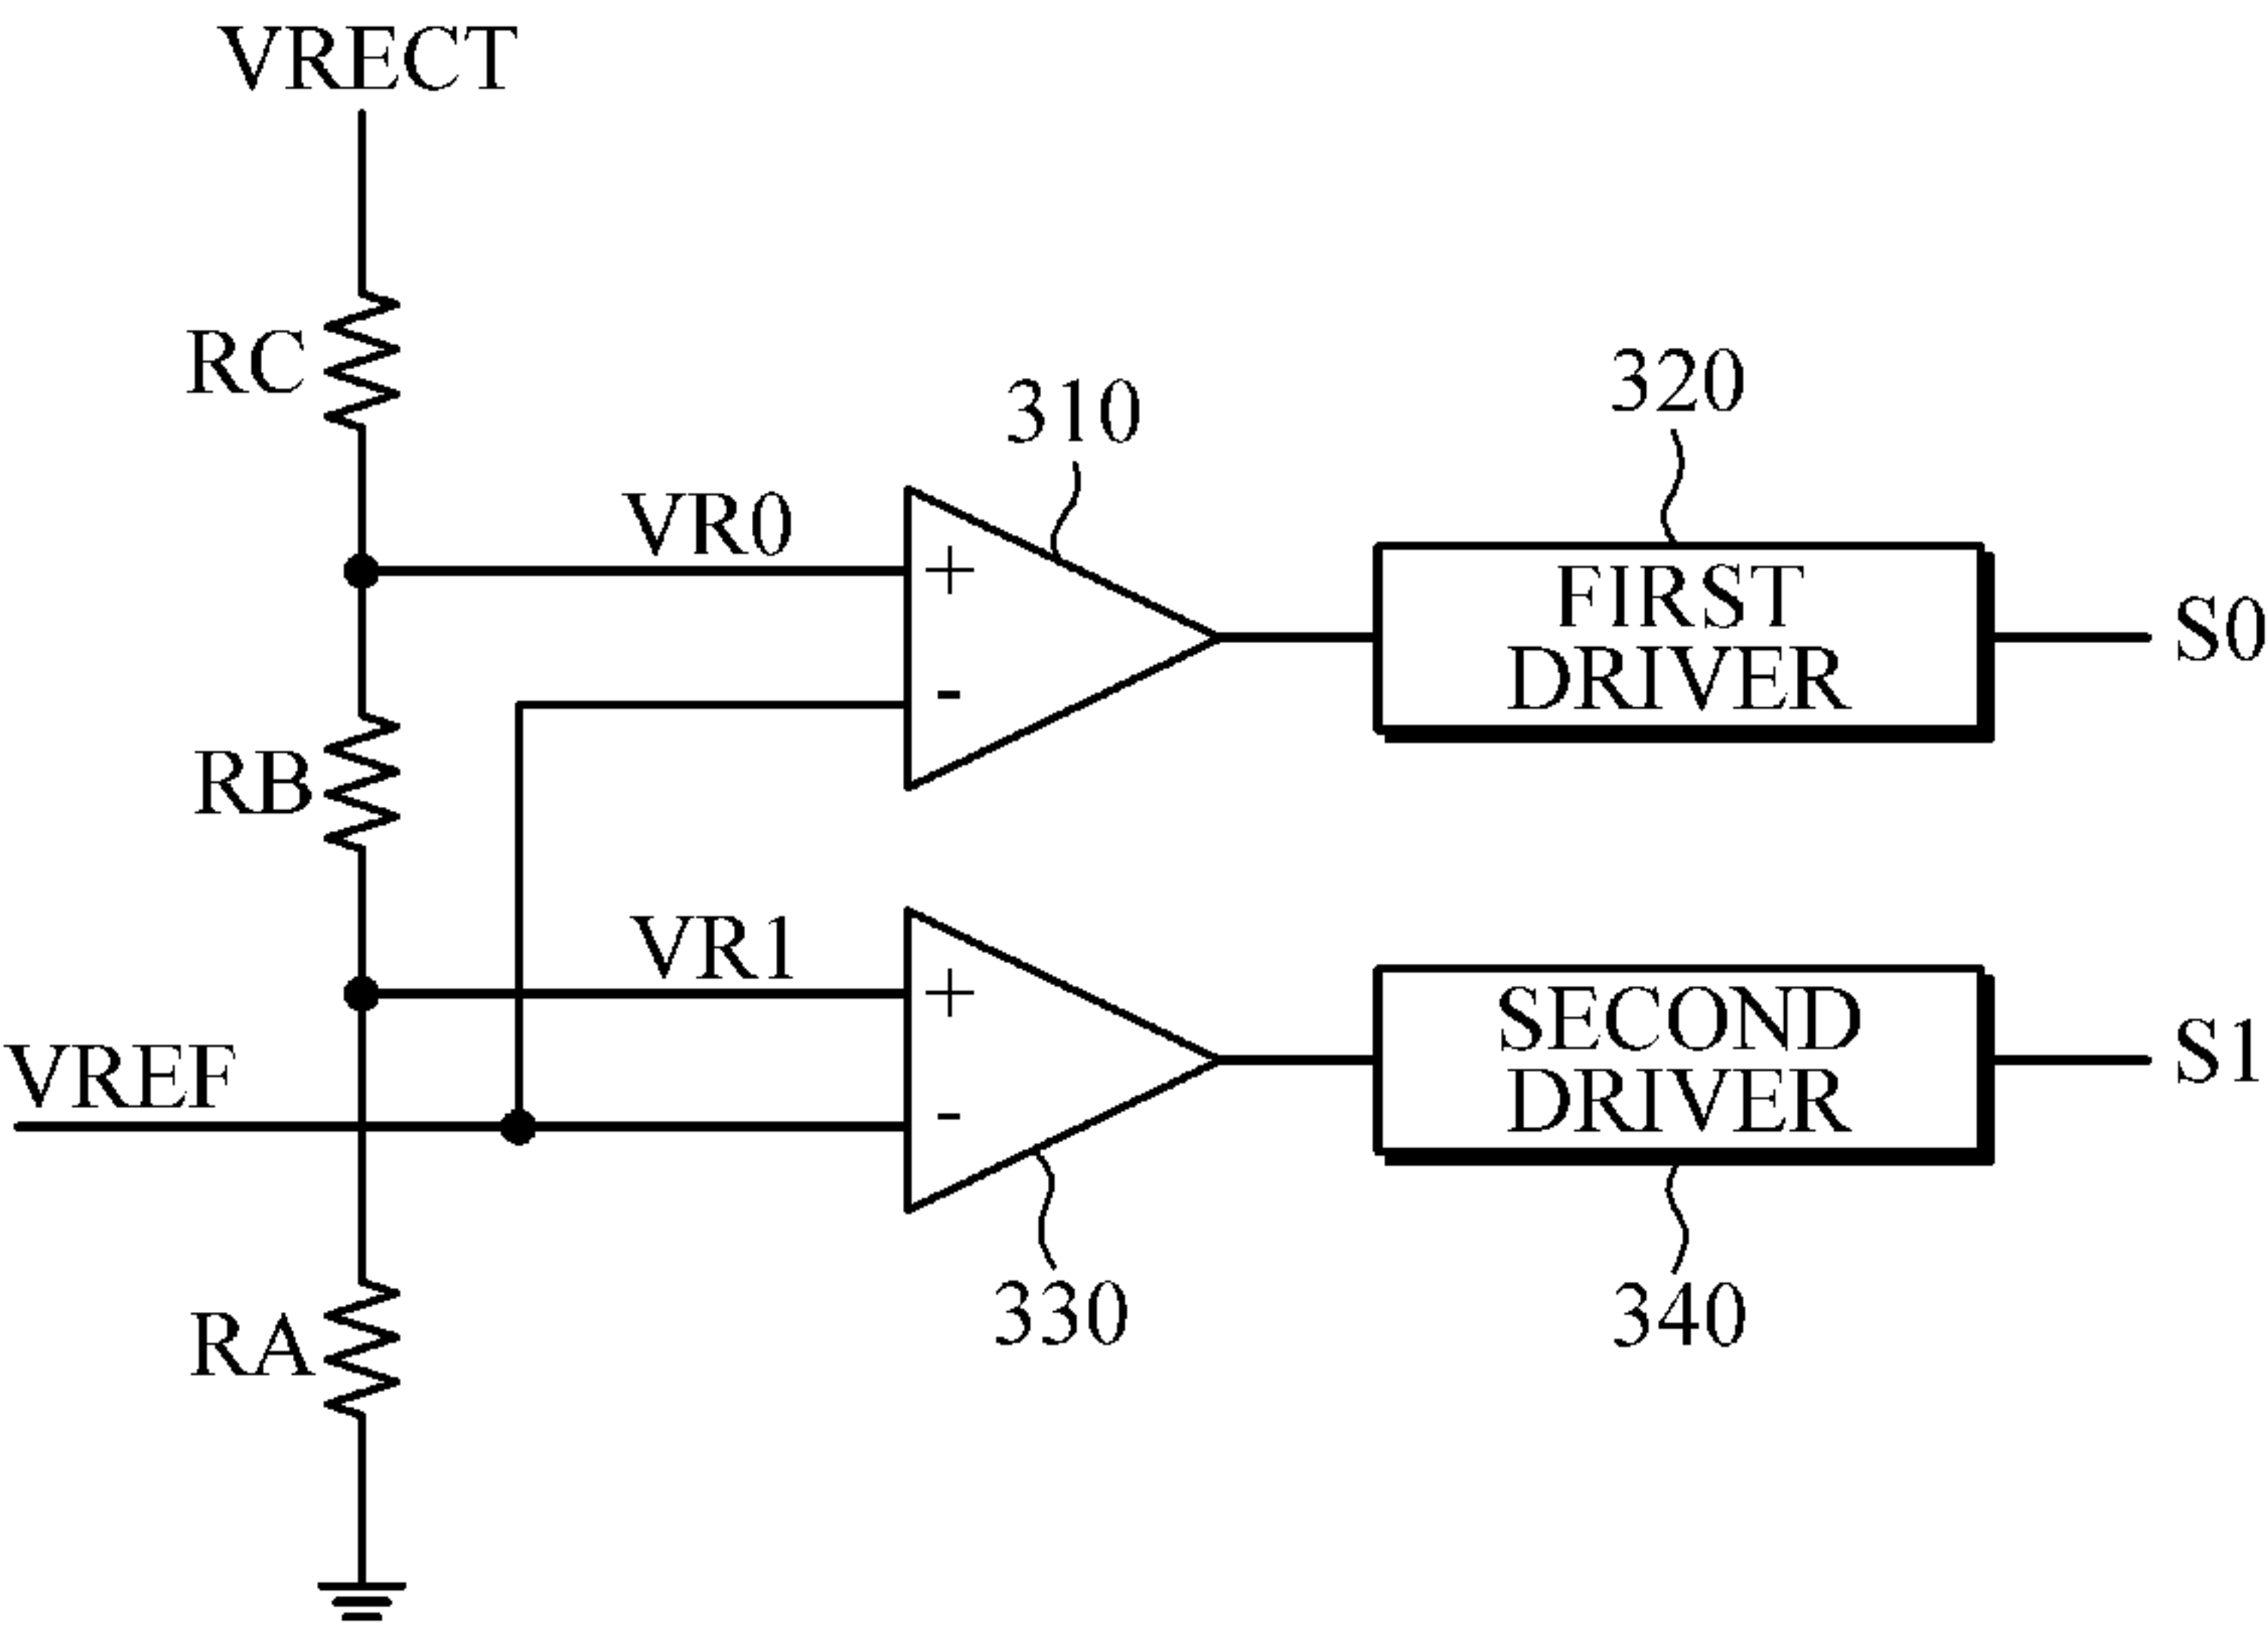 VRECT
RC
310
320
VR0
+
-
FIRST
DRIVER
S0
RB
VR1
+
-
SECOND
DRIVER
S1
VREF
RA
330
340